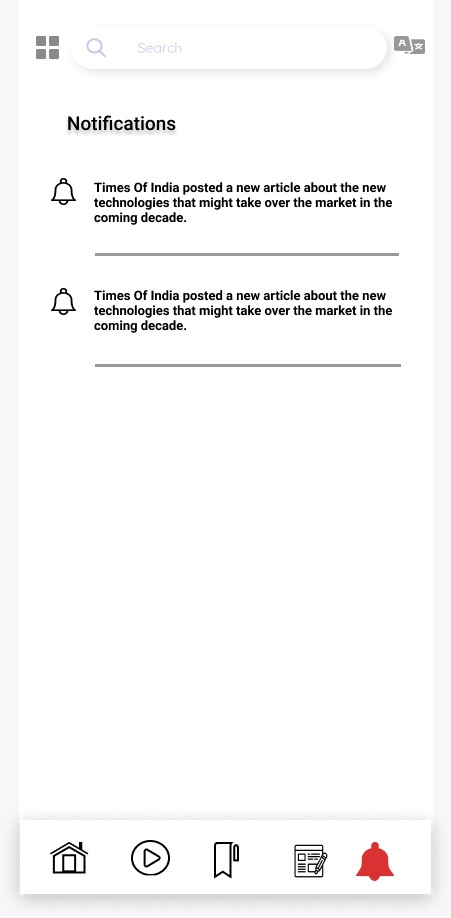 Search
A
Notifications
Times Of India posted a new article about the new
technologies that might take over the market in the
coming decade.
Times Of India posted a new article about the new
technologies that might take over the market in the
coming decade.